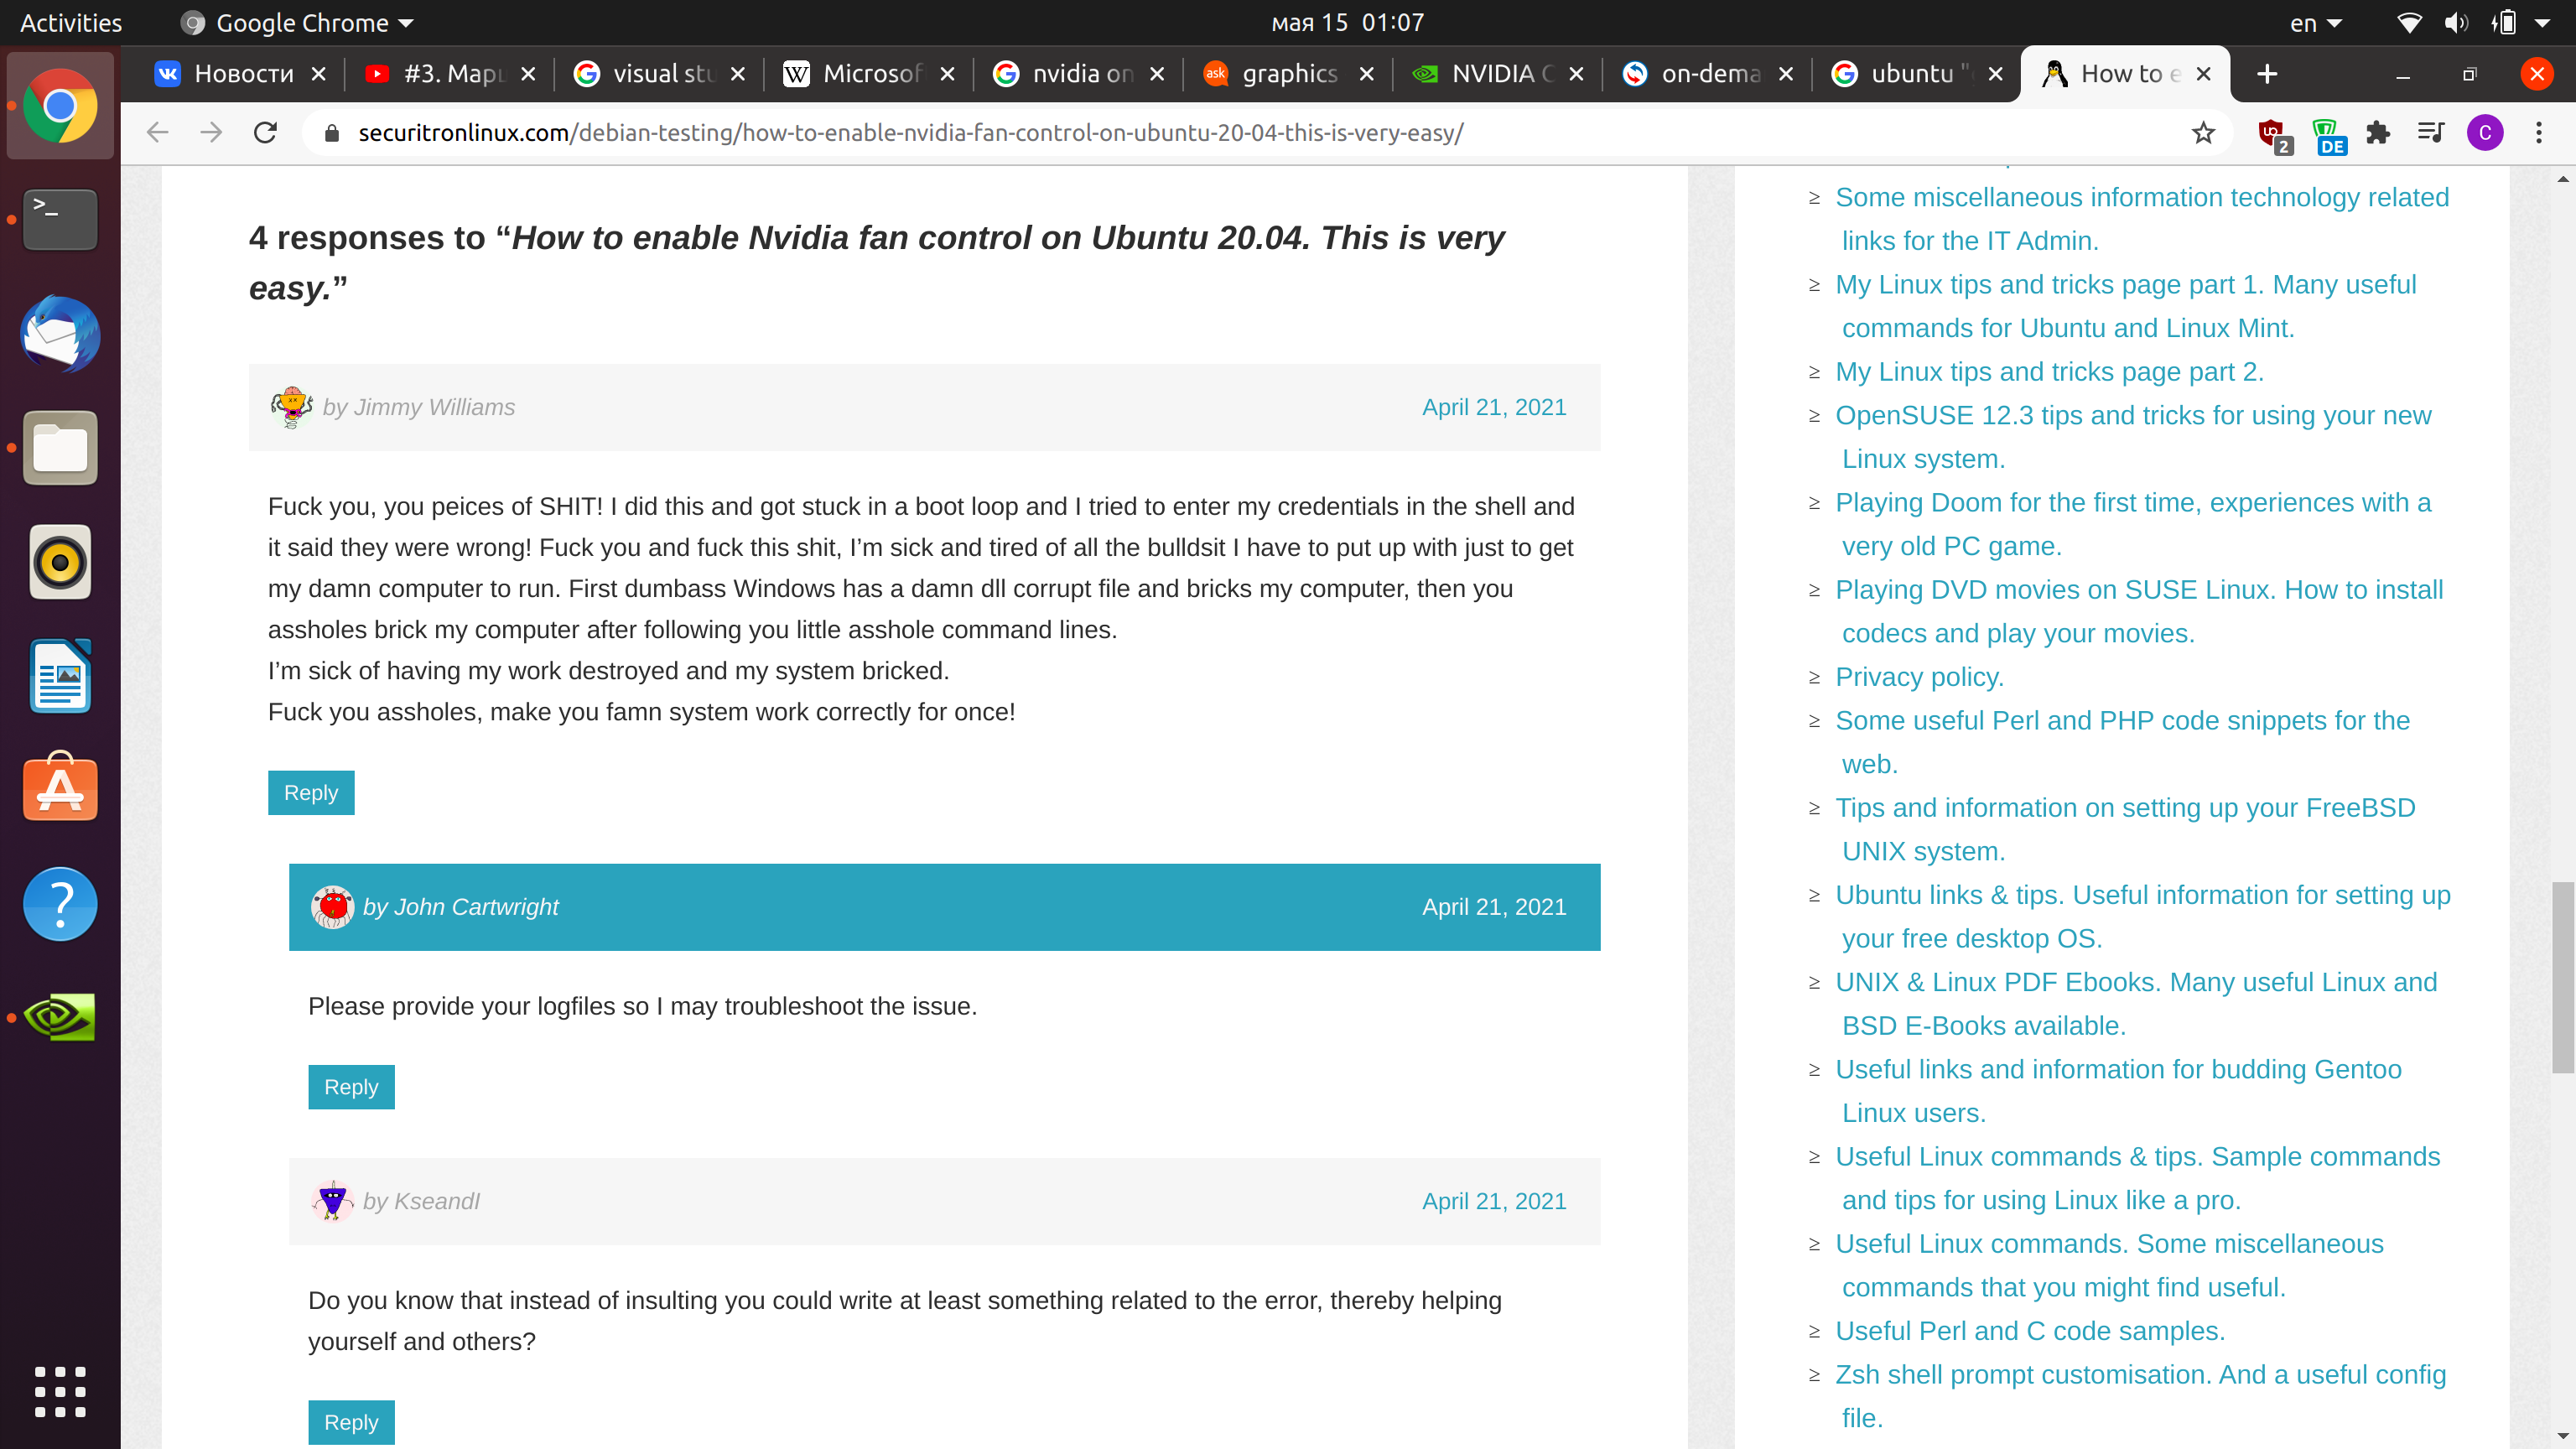 Activities
Google Chrome
мая 15 01:07
en
Новости
#3. Марш
visual stu
Microsof
nvidia on
graphics
NVIDIA C
on-dema
ubuntu "
How to e
securitronlinux.com/debian-testing/how-to-enable-nvidia-fan-control-on-ubuntu-20-04-this-is-very-easy/
2
DE
C
4 responses to “How to enable Nvidia fan control on Ubuntu 20.04. This is very
easy.”
by Jimmy Williams
April 21, 2021
Fuck you, you peices of SHIT! I did this and got stuck in a boot loop and I tried to enter my credentials in the shell and
it said they were wrong! Fuck you and fuck this shit, I’m sick and tired of all the bulldsit I have to put up with just to get
my damn computer to run. First dumbass Windows has a damn dll corrupt file and bricks my computer, then you
assholes brick my computer after following you little asshole command lines.
I’m sick of having my work destroyed and my system bricked.
Fuck you assholes, make you famn system work correctly for once!
Reply
by John Cartwright
April 21, 2021
Please provide your logfiles so I may troubleshoot the issue.
Reply
by KseandI
April 21, 2021
Do you know that instead of insulting you could write at least something related to the error, thereby helping
yourself and others?
Reply
≥ Some miscellaneous information technology related
links for the IT Admin.
≥ My Linux tips and tricks page part 1. Many useful
commands for Ubuntu and Linux Mint.
≥ My Linux tips and tricks page part 2.
≥ OpenSUSE 12.3 tips and tricks for using your new
Linux system.
≥ Playing Doom for the first time, experiences with a
very old PC game.
≥ Playing DVD movies on SUSE Linux. How to install
codecs and play your movies.
≥ Privacy policy.
≥ Some useful Perl and PHP code snippets for the
web.
≥ Tips and information on setting up your FreeBSD
UNIX system.
≥ Ubuntu links & tips. Useful information for setting up
your free desktop OS.
≥ UNIX & Linux PDF Ebooks. Many useful Linux and
BSD E-Books available.
≥ Useful links and information for budding Gentoo
Linux users.
≥ Useful Linux commands & tips. Sample commands
and tips for using Linux like a pro.
≥ Useful Linux commands. Some miscellaneous
commands that you might find useful.
≥ Useful Perl and C code samples.
≥ Zsh shell prompt customisation. And a useful config
file.